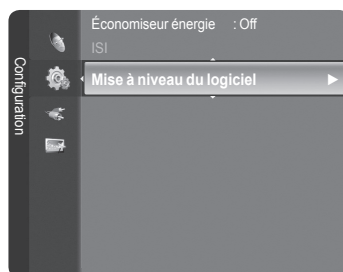 Configuration
Économiseur énergie : Off
ISI
Mise à niveau du logiciel